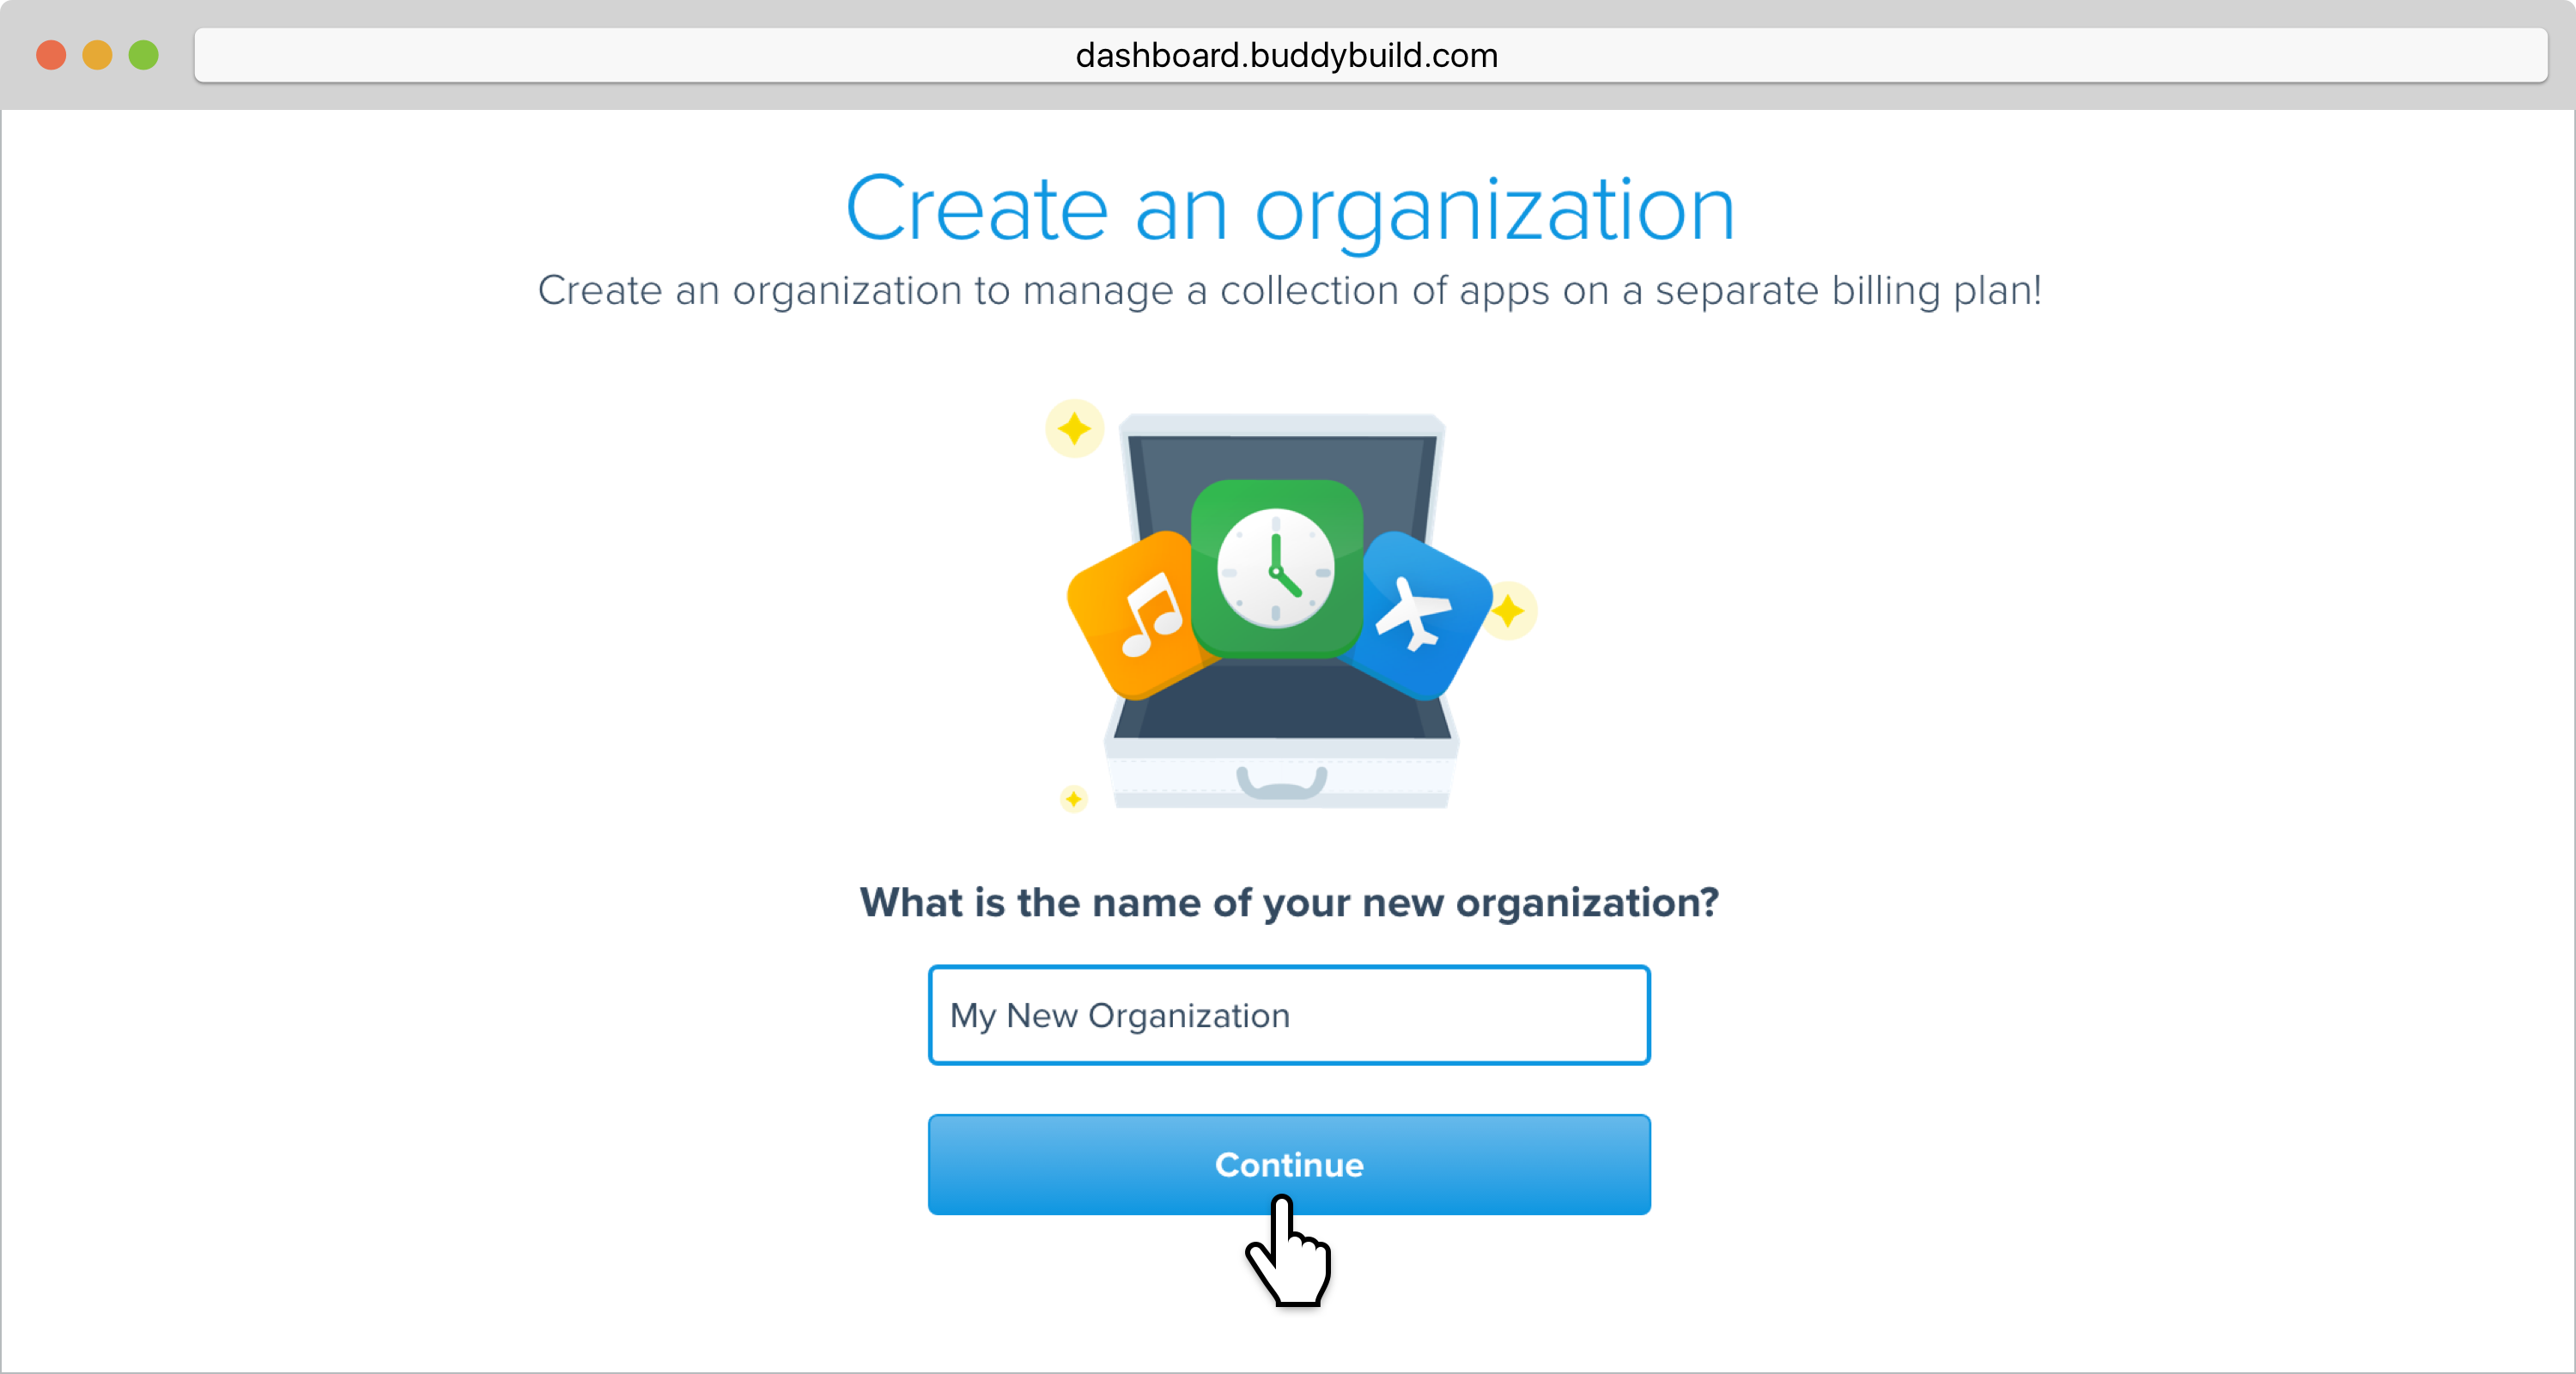 dashboard.buddybuild.com
Create an organization
Create an organization to manage a collection of apps on a separate billing plan!
What is the name of your new organization?
My New Organization
Continue